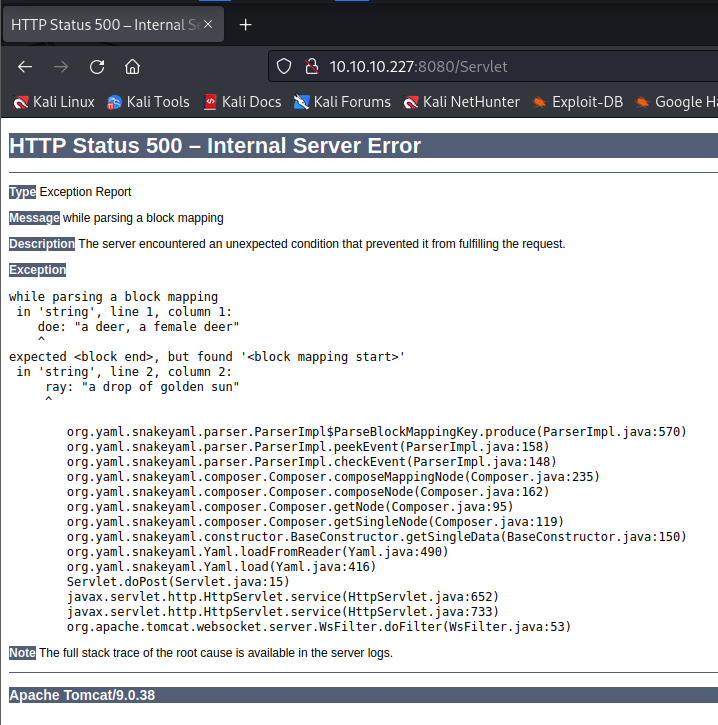 HTTP Status 500 – Internal Se
10.10.10.227:8080/Servlet
Kali Linux Kali Tools Kali Docs Kali Forums Kali NetHunter Exploit-DB Google Ha
HTTP Status 500 – Internal Server Error
Type Exception Report
Message while parsing a block mapping
Description The server encountered an unexpected condition that prevented it from fulfilling the request.
Exception
while parsing a block mapping
 in 'string', line 1, column 1:
    doe: "a deer, a female deer"
    ^
expected <block end>, but found '<block mapping start>'
 in 'string', line 2, column 2:
     ray: "a drop of golden sun"
     ^
        org.yaml.snakeyaml.parser.ParserImpl$ParseBlockMappingKey.produce(ParserImpl.java:570)
        org.yaml.snakeyaml.parser.ParserImpl.peekEvent(ParserImpl.java:158)
        org.yaml.snakeyaml.parser.ParserImpl.checkEvent(ParserImpl.java:148)
        org.yaml.snakeyaml.composer.Composer.composeMappingNode(Composer.java:235)
        org.yaml.snakeyaml.composer.Composer.composeNode(Composer.java:162)
        org.yaml.snakeyaml.composer.Composer.getNode(Composer.java:95)
        org.yaml.snakeyaml.composer.Composer.getSingleNode(Composer.java:119)
        org.yaml.snakeyaml.constructor.BaseConstructor.getSingleData(BaseConstructor.java:150)
        org.yaml.snakeyaml.Yaml.loadFromReader(Yaml.java:490)
        org.yaml.snakeyaml.Yaml.load(Yaml.java:416)
        Servlet.doPost(Servlet.java:15)
        javax.servlet.http.HttpServlet.service(HttpServlet.java:652)
        javax.servlet.http.HttpServlet.service(HttpServlet.java:733)
        org.apache.tomcat.websocket.server.WsFilter.doFilter(WsFilter.java:53)
Note The full stack trace of the root cause is available in the server logs.
Apache Tomcat/9.0.38